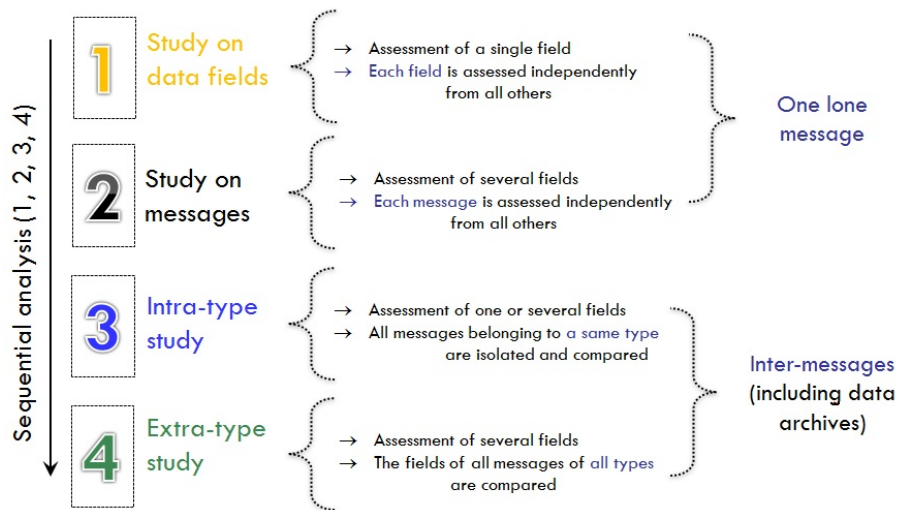 Sequential analysis (1, 2, 3, 4)
1
Study on
data fields
→ Assessment of a single field
→ Each field is assessed independently
from all others
One lone
message
2
Study on
messages
→ Assessment of several fields
→ Each message is assessed independently
from all others
3
Intra-type
study
→ Assessment of one or several fields
→ All messages belonging to a same type
are isolated and compared
Inter-messages
(including data
archives)
4
Extra-type
study
→ Assessment of several fields
→ The fields of all messages of all types
are compared